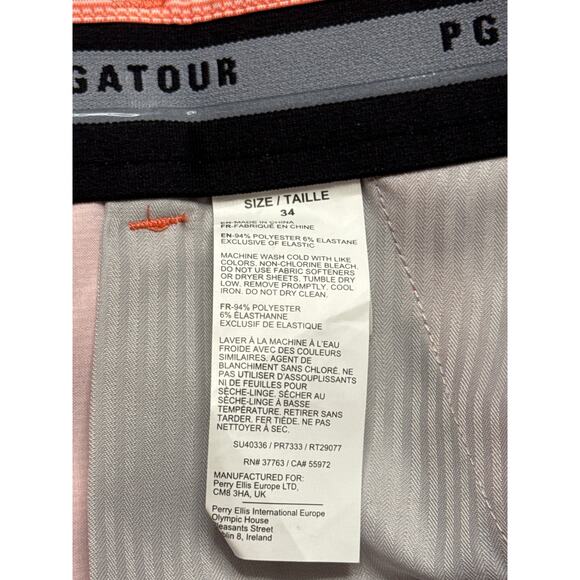 GATOUR
PG
SIZE / TAILLE
34
EN-MADE IN CHINA
FR-FABRIQUÉ EN CHINE
EN-94% POLYESTER 6% ELASTANE
EXCLUSIVE OF ELASTIC
MACHINE WASH COLD WITH LIKE
COLORS. NON-CHLORINE BLEACH.
DO NOT USE FABRIC SOFTENERS
OR DRYER SHEETS. TUMBLE DRY
LOW. REMOVE PROMPTLY. COOL
IRON. DO NOT DRY CLEAN.
FR-94% POLYESTER
6% ÉLASTHANNE
EXCLUSIF DE ELASTIQUE
LAVER À LA MACHINE À L'EAU
FROIDE AVEC DES COULEURS
SIMILAIRES. AGENT DE
BLANCHIMENT SANS CHLORÉ. NE
PAS UTILISER D'ASSOUPLISSANTS
NI DE FEUILLES POUR
SÈCHE-LINGE. SÉCHER AU
SÈCHE-LINGE À BASSE
TEMPÉRATURE. RETIRER SANS
TARDER. FER TIÈDE. NE PAS
NETTOYER À SEC.
SU40336 / PR7333 / RT29077
RN# 37763 / CA# 55972
MANUFACTURED FOR:
Perry Ellis Europe LTD,
CM8 3HA, UK
Perry Ellis International Europe
Olympic House
leasants Street
blin 8, Ireland